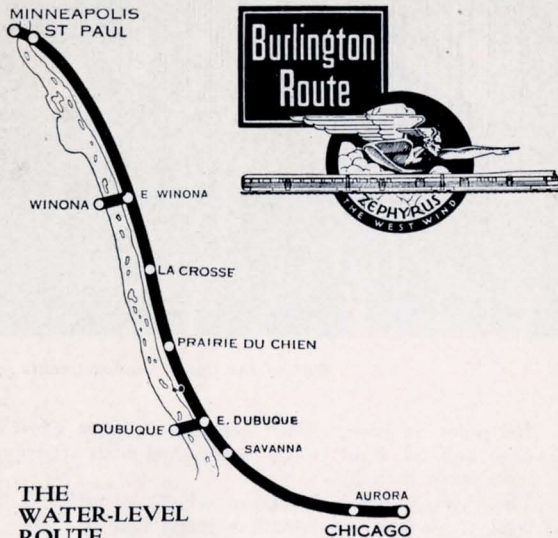 MINNEAPOLIS
ST PAUL
Burlington
Route
ZEPHYRUS
THE WEST WIND
WINONA
E WINONA
LA CROSSE
PRAIRIE DU CHIEN
DUBUQUE
E. DUBUQUE
SAVANNA
AURORA
CHICAGO
THE
WATER-LEVEL
ROUTE